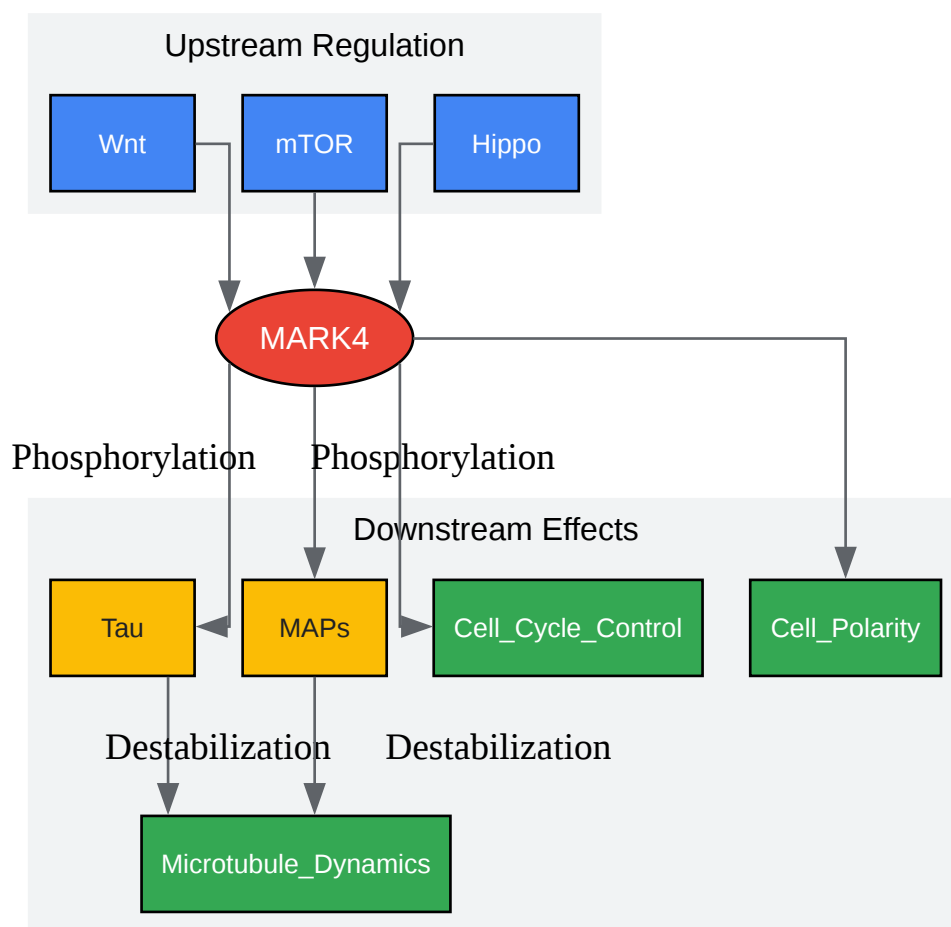 Upstream Regulation
Wnt
mTOR
Hippo
MARK4
Phosphorylation
Phosphorylation
Downstream Effects
Tau
MAPs
Cell_Cycle_Control
Cell_Polarity
Destabilization
Destabilization
Microtubule_Dynamics